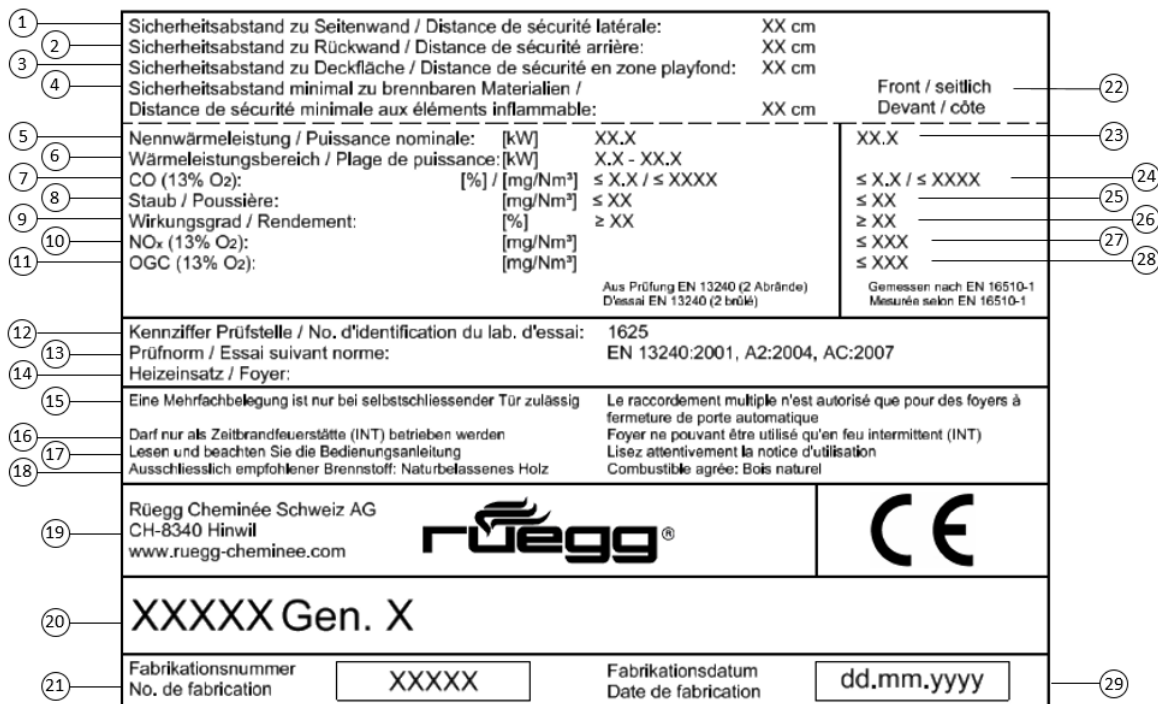 1 Sicherheitsabstand zu Seitenwand / Distance de sécurité latérale: XX cm
2 Sicherheitsabstand zu Rückwand / Distance de sécurité arrière: XX cm
3 Sicherheitsabstand zu Deckfläche / Distance de sécurité en zone playfond: XX cm
4 Sicherheitsabstand minimal zu brennbaren Materialien / Front / seitlich 22
Distance de sécurité minimale aux éléments inflammable: XX cm Devant / côte
5 Nennwärmeleistung / Puissance nominale: [kW] XX.X XX.X 23
6 Wärmeleistungsbereich / Plage de puissance: [kW] X.X - XX.X
7 CO (13% O2): [%] / [mg/Nm³] ≤ X.X / ≤ XXXX ≤ X.X / ≤ XXXX 24
8 Staub / Poussière: [mg/Nm³] ≤ XX ≤ XX 25
9 Wirkungsgrad / Rendement: [%] ≥ XX ≥ XX 26
10 NOx (13% O2): [mg/Nm³] ≤ XXX 27
11 OGC (13% O2): [mg/Nm³] ≤ XXX 28
Aus Prüfung EN 13240 (2 Abrände) Gemessen nach EN 16510-1
D'essai EN 13240 (2 brûlé) Mesurée selon EN 16510-1
12 Kennziffer Prüfstelle / No. d'identification du lab. d'essai: 1625
13 Prüfnorm / Essai suivant norme: EN 13240:2001, A2:2004, AC:2007
14 Heizeinsatz / Foyer:
15 Eine Mehrfachbelegung ist nur bei selbstschliessender Tür zulässig Le raccordement multiple n'est autorisé que pour des foyers à
fermeture de porte automatique
16 Darf nur als Zeitbrandfeuerstätte (INT) betrieben werden Foyer ne pouvant être utilisé qu'en feu intermittent (INT)
17 Lesen und beachten Sie die Bedienungsanleitung Lisez attentivement la notice d'utilisation
18 Ausschliesslich empfohlener Brennstoff: Naturbelassenes Holz Combustible agrée: Bois naturel
Rüegg Cheminée Schweiz AG
19 CH-8340 Hinwil rüegg® CE
www.ruegg-cheminee.com
20 XXXXX Gen. X
Fabrikationsnummer Fabrikationsdatum
21 No. de fabrication XXXXX Date de fabrication dd.mm.yyyy 29